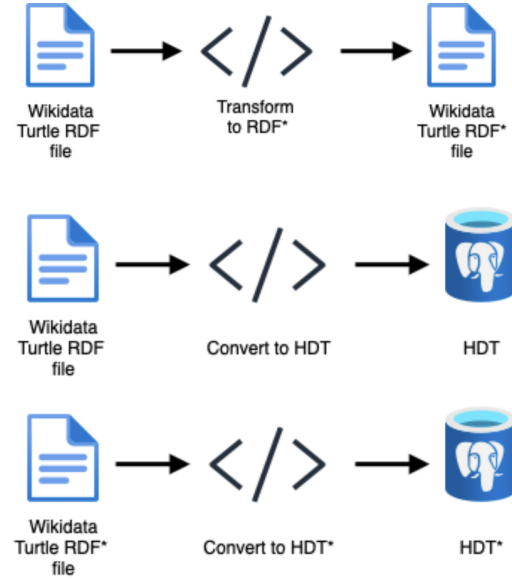 Wikidata
Turtle RDF
file
Transform
to RDF*
Wikidata
Turtle RDF*
file
Wikidata
Turtle RDF
file
Convert to HDT
HDT
Wikidata
Turtle RDF*
file
Convert to HDT*
HDT*